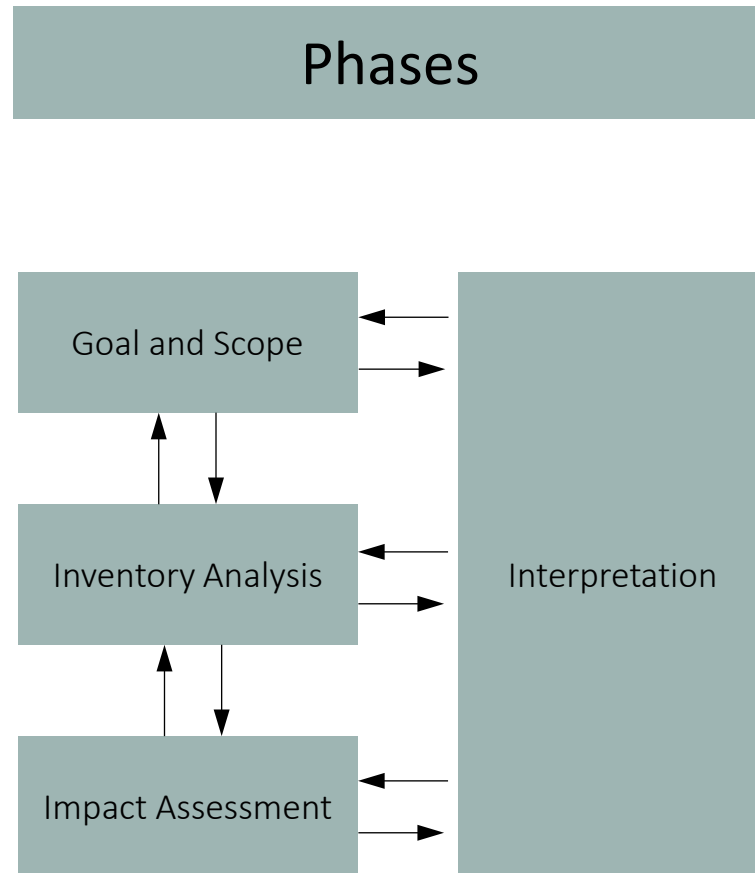 Phases
Goal and Scope
Inventory Analysis
Interpretation
Impact Assessment